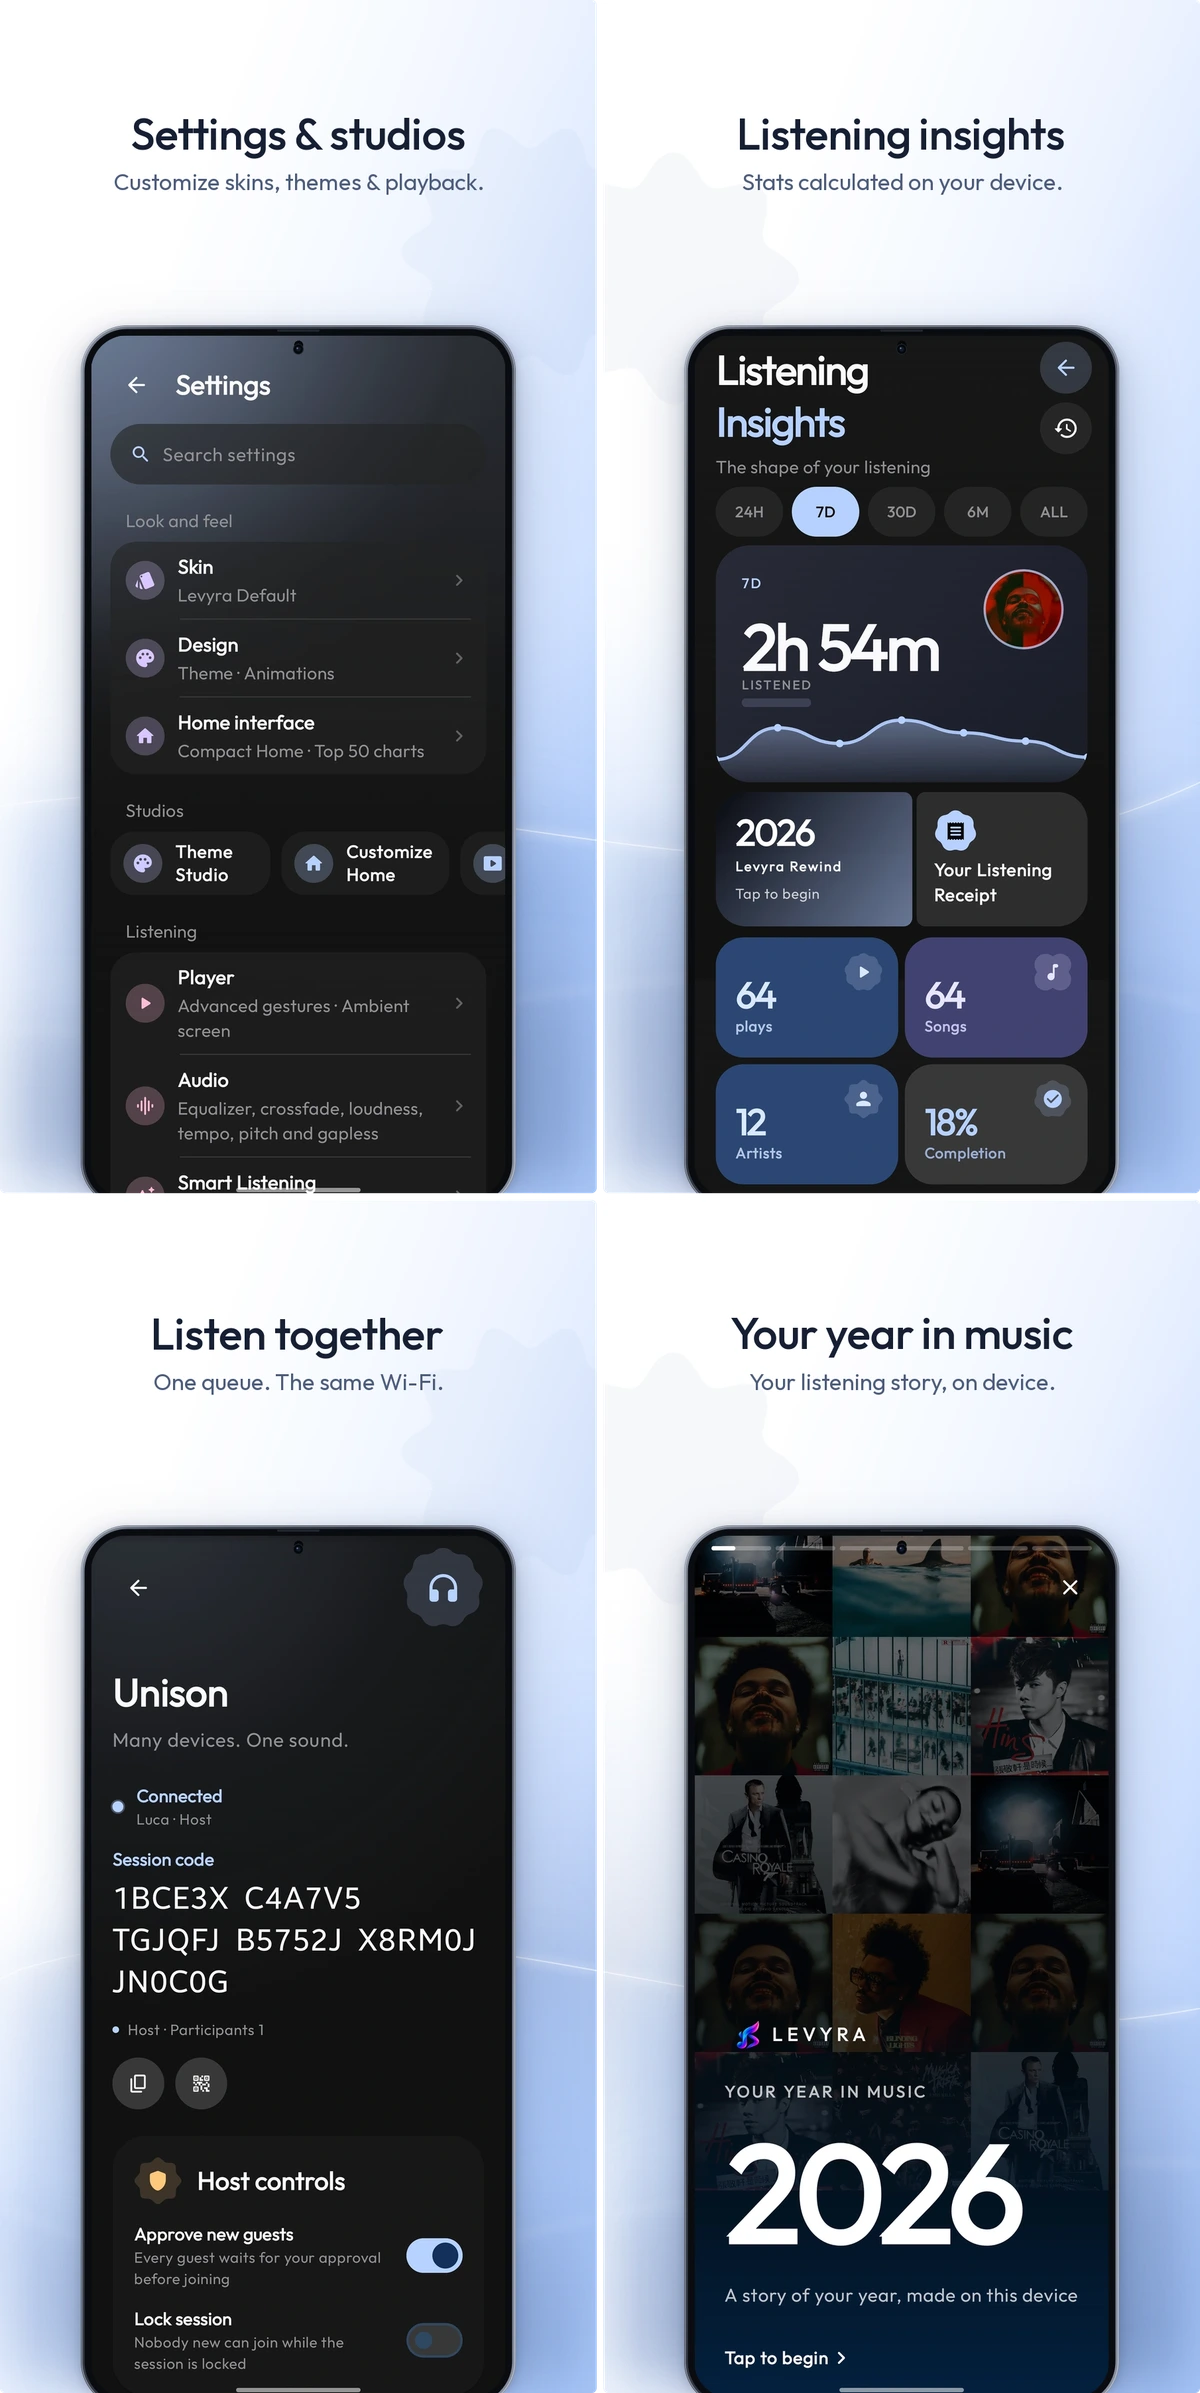 Settings & studios
Customize skins, themes & playback.
Settings
Search settings
Look and feel
Skin
Levyra Default
Design
Theme · Animations
Home interface
Compact Home · Top 50 charts
Studios
Theme
Studio
Customize
Home
Listening
Player
Advanced gestures · Ambient
screen
Audio
Equalizer, crossfade, loudness,
tempo, pitch and gapless
Smart Listening
Listening insights
Stats calculated on your device.
Listening
Insights
The shape of your listening
24H
7D
30D
6M
ALL
7D
2h 54m
LISTENED
2026
Levyra Rewind
Tap to begin
Your Listening
Receipt
64
plays
64
Songs
12
Artists
18%
Completion
Listen together
One queue. The same Wi-Fi.
Unison
Many devices. One sound.
Connected
Luca · Host
Session code
1BCE3X C4A7V5
TGJQFJ B5752J X8RM0J
JN0C0G
Host · Participants 1
Host controls
Approve new guests
Every guest waits for your approval
before joining
Lock session
Nobody new can join while the
session is locked
Your year in music
Your listening story, on device.
Hins
CASINO
ROYALE
BLINDING
LIGHTS
LEVYRA
YOUR YEAR IN MUSIC
CASINO
ROYALE
2026
A story of your year, made on this device
Tap to begin